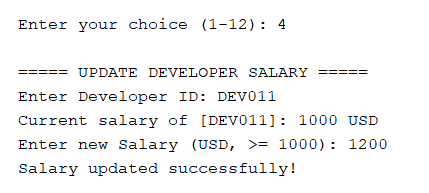 Enter your choice (1-12): 4
===== UPDATE DEVELOPER SALARY =====
Enter Developer ID: DEV011
Current salary of [DEV011]: 1000 USD
Enter new Salary (USD, >= 1000): 1200
Salary updated successfully!